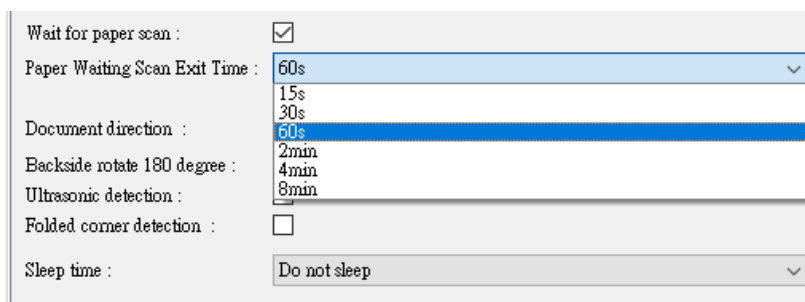 Wait for paper scan :
Paper Waiting Scan Exit Time : 60s
15s
30s
Document direction : 60s
2min
Backside rotate 180 degree : 4min
Ultrasonic detection : 8min
Folded corner detection :
Sleep time : Do not sleep